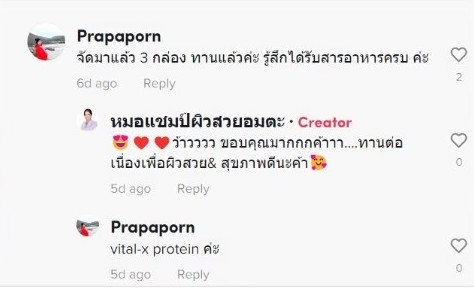 Prapaporn
จัดมาแล้ว 3 กล่อง ทานแล้วค่ะ รู้สึกได้รับสารอาหารครบ ค่ะ
2
6d ago Reply
หมอแชมป์ผิวสวยอมตะ · Creator
😍❤️❤️ว้าววววว ขอบคุณมากกกค้าาา....ทานต่อ
เนื่องเพื่อผิวสวย& สุขภาพดีนะค้า🥰
0
5d ago Reply
Prapaporn
vital-x protein ค่ะ
0
5d ago Reply